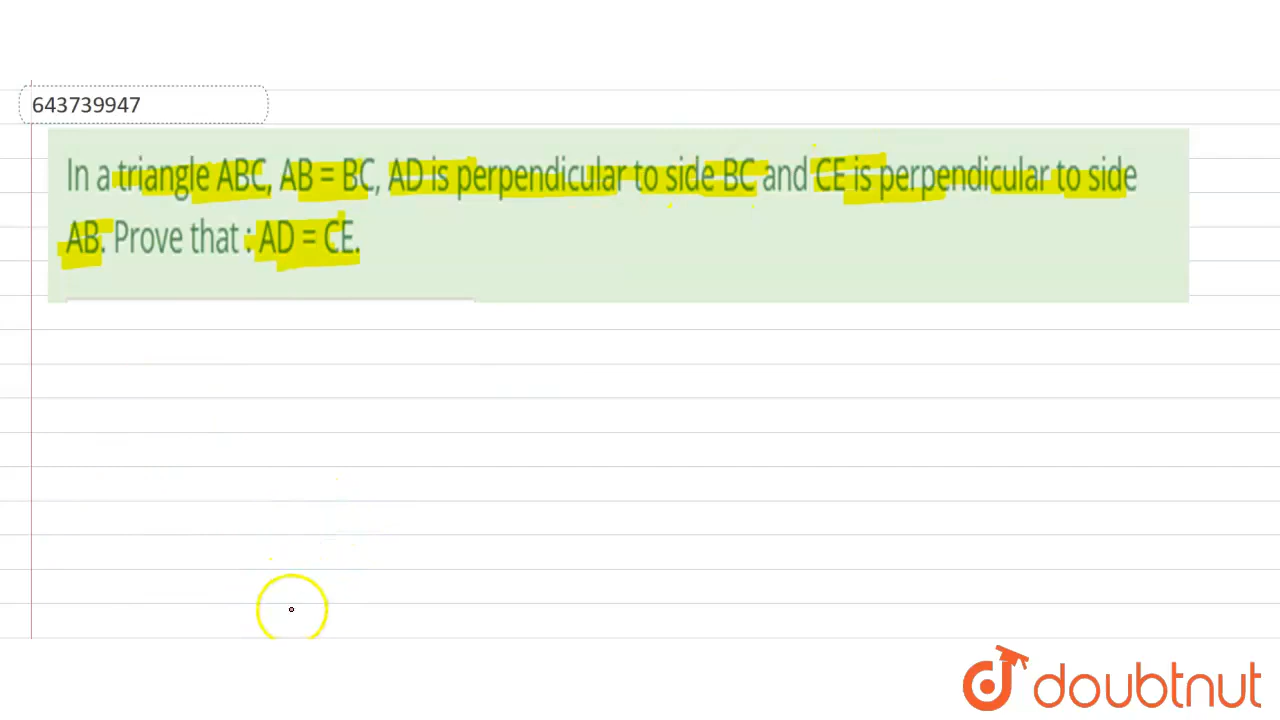 643739947
In a triangle ABC, AB = BC, AD is perpendicular to side BC and CE is perpendicular to side
AB. Prove that : AD = CE.
doubtnut